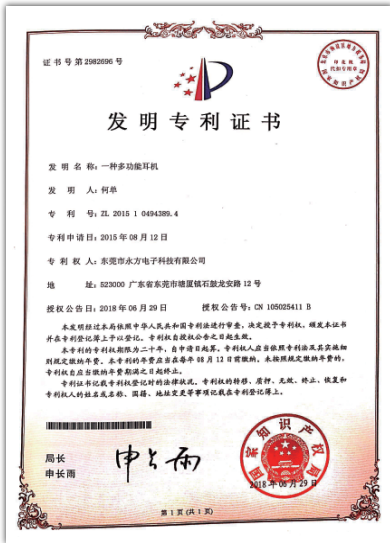 证书号第2982696号
发明专利证书
发明名称：一种多功能耳机
发明人：何单
专利号：ZL 2015 1 0494389.4
专利申请日：2015年08月12日
专利权人：东莞市永方电子科技有限公司
地址：523000 广东省东莞市塘厦镇石鼓龙安路12号
授权公告日：2018年06月29日 授权公告号：CN 105025411 B
本发明经过本局依照中华人民共和国专利法进行审查，决定授予专利权，颁发本证书
并在专利登记簿上予以登记。专利权自授权公告之日起生效。
本专利的专利权期限为二十年，自申请日起算。专利权人应当依照专利法及其实施细
则规定缴纳年费。本专利的年费应当在每年08月12日前缴纳。未按照规定缴纳年费的，
专利权自应当缴纳年费期满之日起终止。
专利证书记载专利权登记时的法律状况。专利权的转移、质押、无效、终止、恢复和
专利权人的姓名或名称、国籍、地址变更等事项记载在专利登记簿上。
局长
申长雨
申长雨
国家知识产权局
2018年06月29日
第1页(共1页)